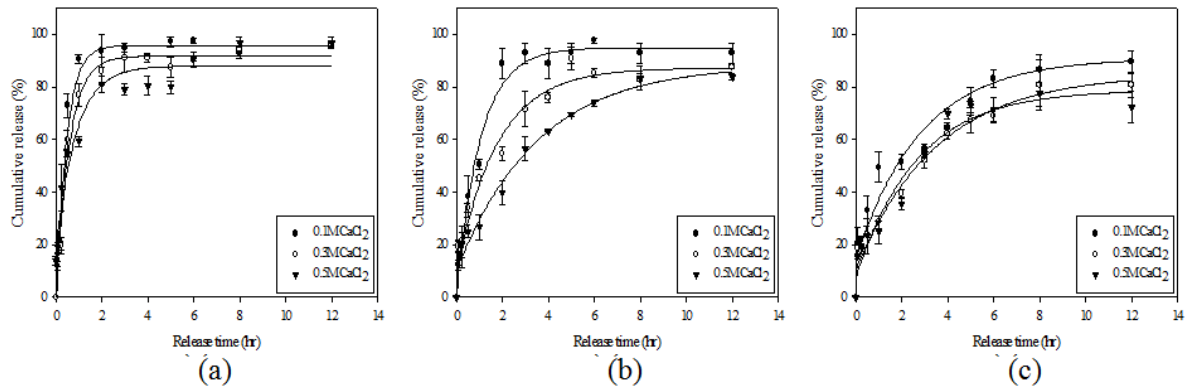 Cumulative release (%)
100
80
60
40
20
0
0.1MCaCl2
0.3MCaCl2
0.5MCaCl2
0 2 4 6 8 10 12 14
Release time (hr)
(a)
Cumulative release (%)
100
80
60
40
20
0
0.1MCaCl2
0.3MCaCl2
0.5MCaCl2
0 2 4 6 8 10 12 14
Release time (hr)
(b)
Cumulative release (%)
100
80
60
40
20
0
0.1MCaCl2
0.3MCaCl2
0.5MCaCl2
0 2 4 6 8 10 12 14
Release time (hr)
(c)